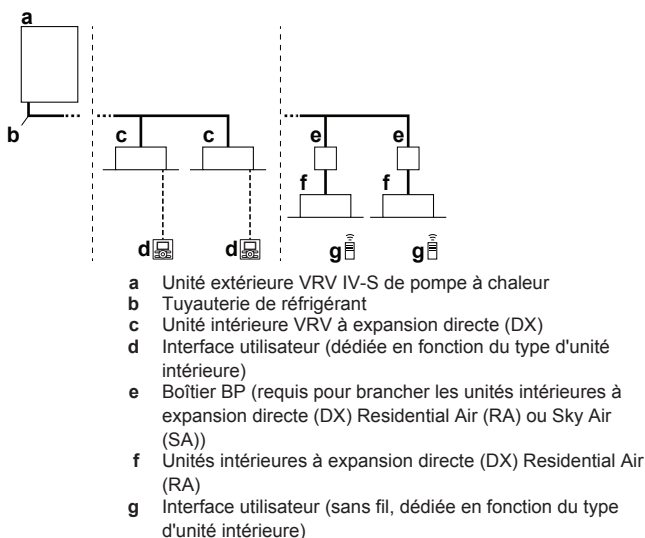 a
b
c c e e
f f
d d g g
a Unité extérieure VRV IV-S de pompe à chaleur
b Tuyauterie de réfrigérant
c Unité intérieure VRV à expansion directe (DX)
d Interface utilisateur (dédiée en fonction du type d'unité
intérieure)
e Boîtier BP (requis pour brancher les unités intérieures à
expansion directe (DX) Residential Air (RA) ou Sky Air
(SA))
f Unités intérieures à expansion directe (DX) Residential Air
(RA)
g Interface utilisateur (sans fil, dédiée en fonction du type
d'unité intérieure)